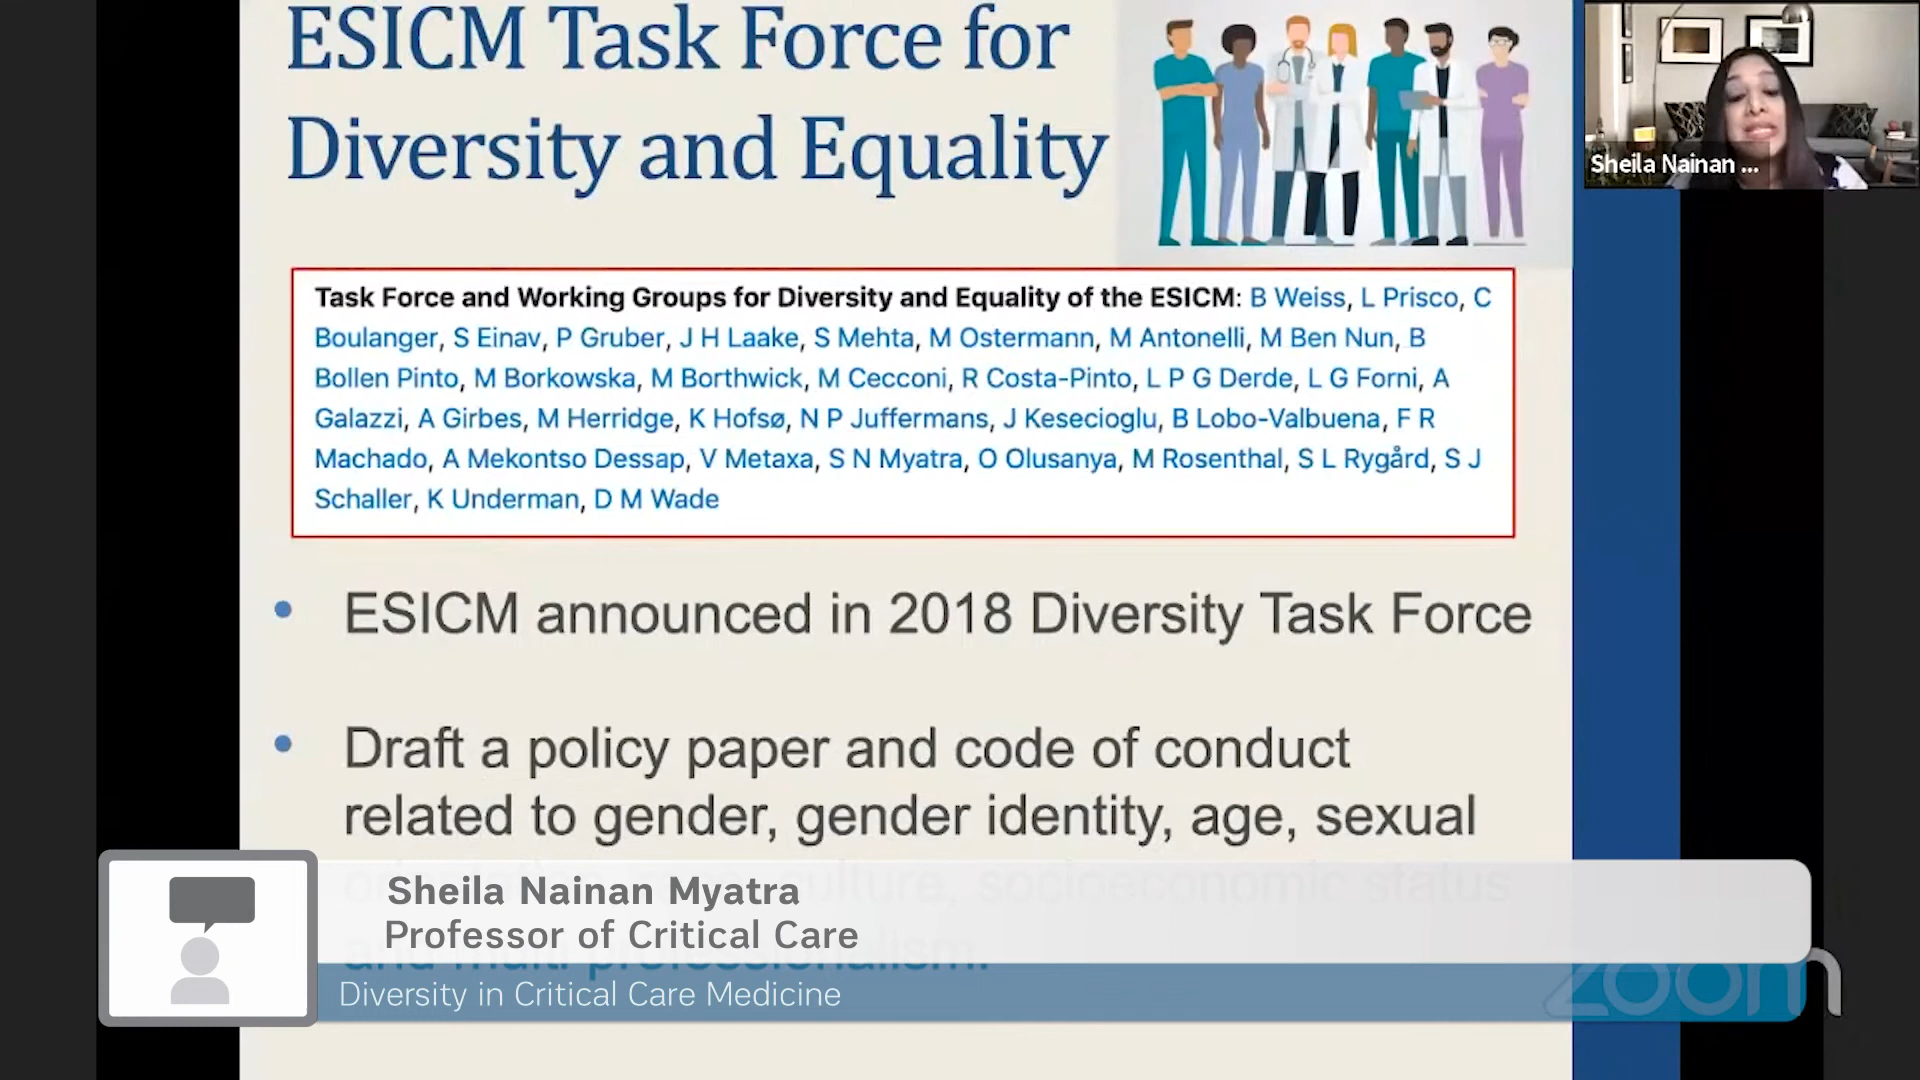 ESICM Task Force for
Diversity and Equality
Sheila Nainan ...
Task Force and Working Groups for Diversity and Equality of the ESICM: B Weiss, L Prisco, C
Boulanger, S Einav, P Gruber, J H Laake, S Mehta, M Ostermann, M Antonelli, M Ben Nun, B
Bollen Pinto, M Borkowska, M Borthwick, M Cecconi, R Costa-Pinto, L P G Derde, L G Forni, A
Galazzi, A Girbes, M Herridge, K Hofsø, N P Juffermans, J Kesecioglu, B Lobo-Valbuena, F R
Machado, A Mekontso Dessap, V Metaxa, S N Myatra, O Olusanya, M Rosenthal, S L Rygård, S J
Schaller, K Underman, D M Wade
• ESICM announced in 2018 Diversity Task Force
• Draft a policy paper and code of conduct
related to gender, gender identity, age, sexual
culture, socioeconomic status
Sheila Nainan Myatra
Professor of Critical Care
Diversity in Critical Care Medicine
zoom